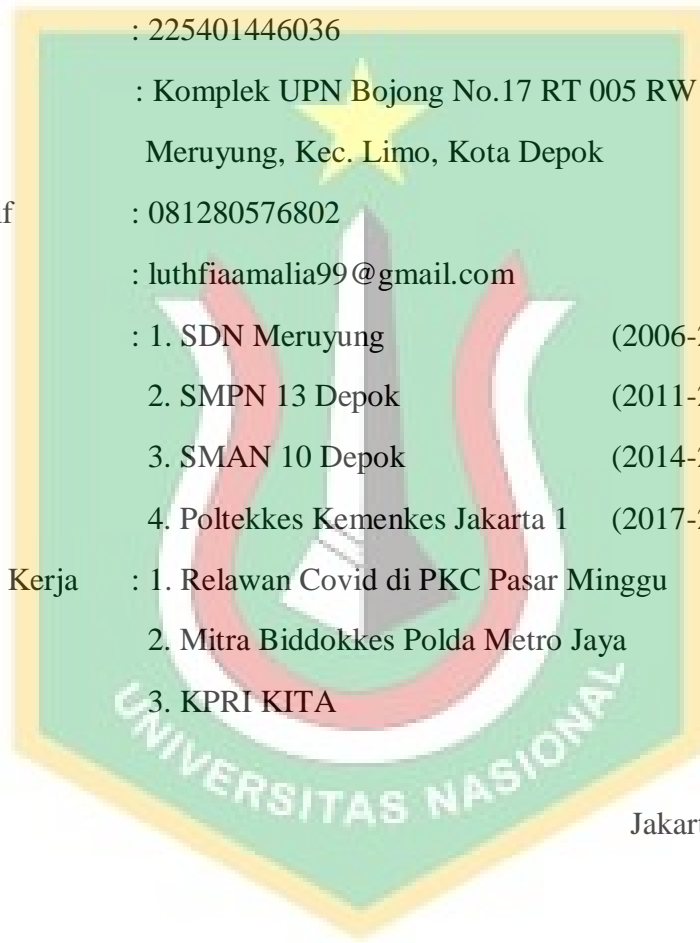 : 225401446036
: Komplek UPN Bojong No.17 RT 005 RW
Meruyung, Kec. Limo, Kota Depok
: 081280576802
: luthfiaamalia99@gmail.com
: 1. SDN Meruyung (2006-
2. SMPN 13 Depok (2011-
3. SMAN 10 Depok (2014-
4. Poltekkes Kemenkes Jakarta 1 (2017-
Kerja : 1. Relawan Covid di PKC Pasar Minggu
2. Mitra Biddokkes Polda Metro Jaya
3. KPRI KITA
UNIVERSITAS NASIONAL